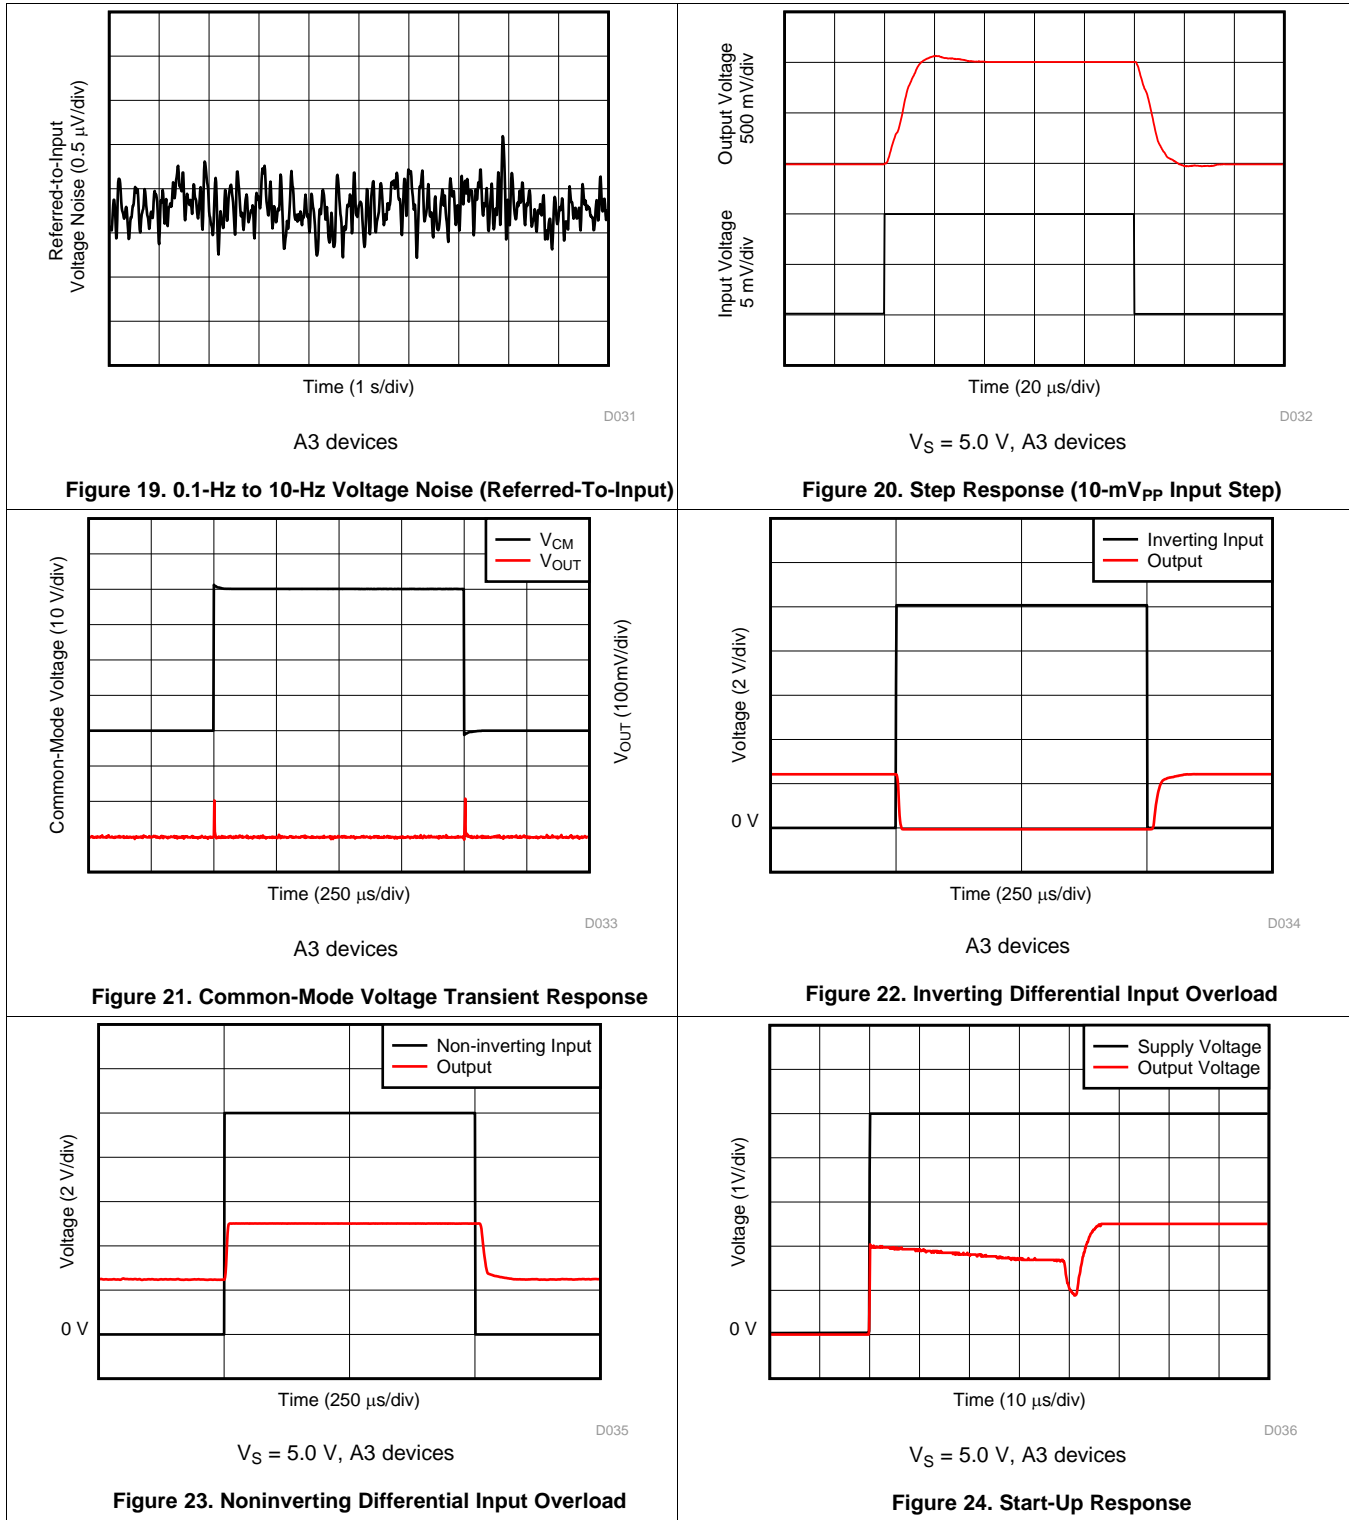 Referred-to-Input
Voltage Noise (0.5 μV/div)
Time (1 s/div)
D031
A3 devices
Figure 19. 0.1-Hz to 10-Hz Voltage Noise (Referred-To-Input)
Output Voltage
500 mV/div
Input Voltage
5 mV/div
Time (20 μs/div)
D032
VS = 5.0 V, A3 devices
Figure 20. Step Response (10-mVPP Input Step)
VCM
VOUT
Common-Mode Voltage (10 V/div)
VOUT (100mV/div)
Time (250 μs/div)
D033
A3 devices
Figure 21. Common-Mode Voltage Transient Response
Inverting Input
Output
Voltage (2 V/div)
0 V
Time (250 μs/div)
D034
A3 devices
Figure 22. Inverting Differential Input Overload
Non-inverting Input
Output
Voltage (2 V/div)
0 V
Time (250 μs/div)
D035
VS = 5.0 V, A3 devices
Figure 23. Noninverting Differential Input Overload
Supply Voltage
Output Voltage
Voltage (1V/div)
0 V
Time (10 μs/div)
D036
VS = 5.0 V, A3 devices
Figure 24. Start-Up Response